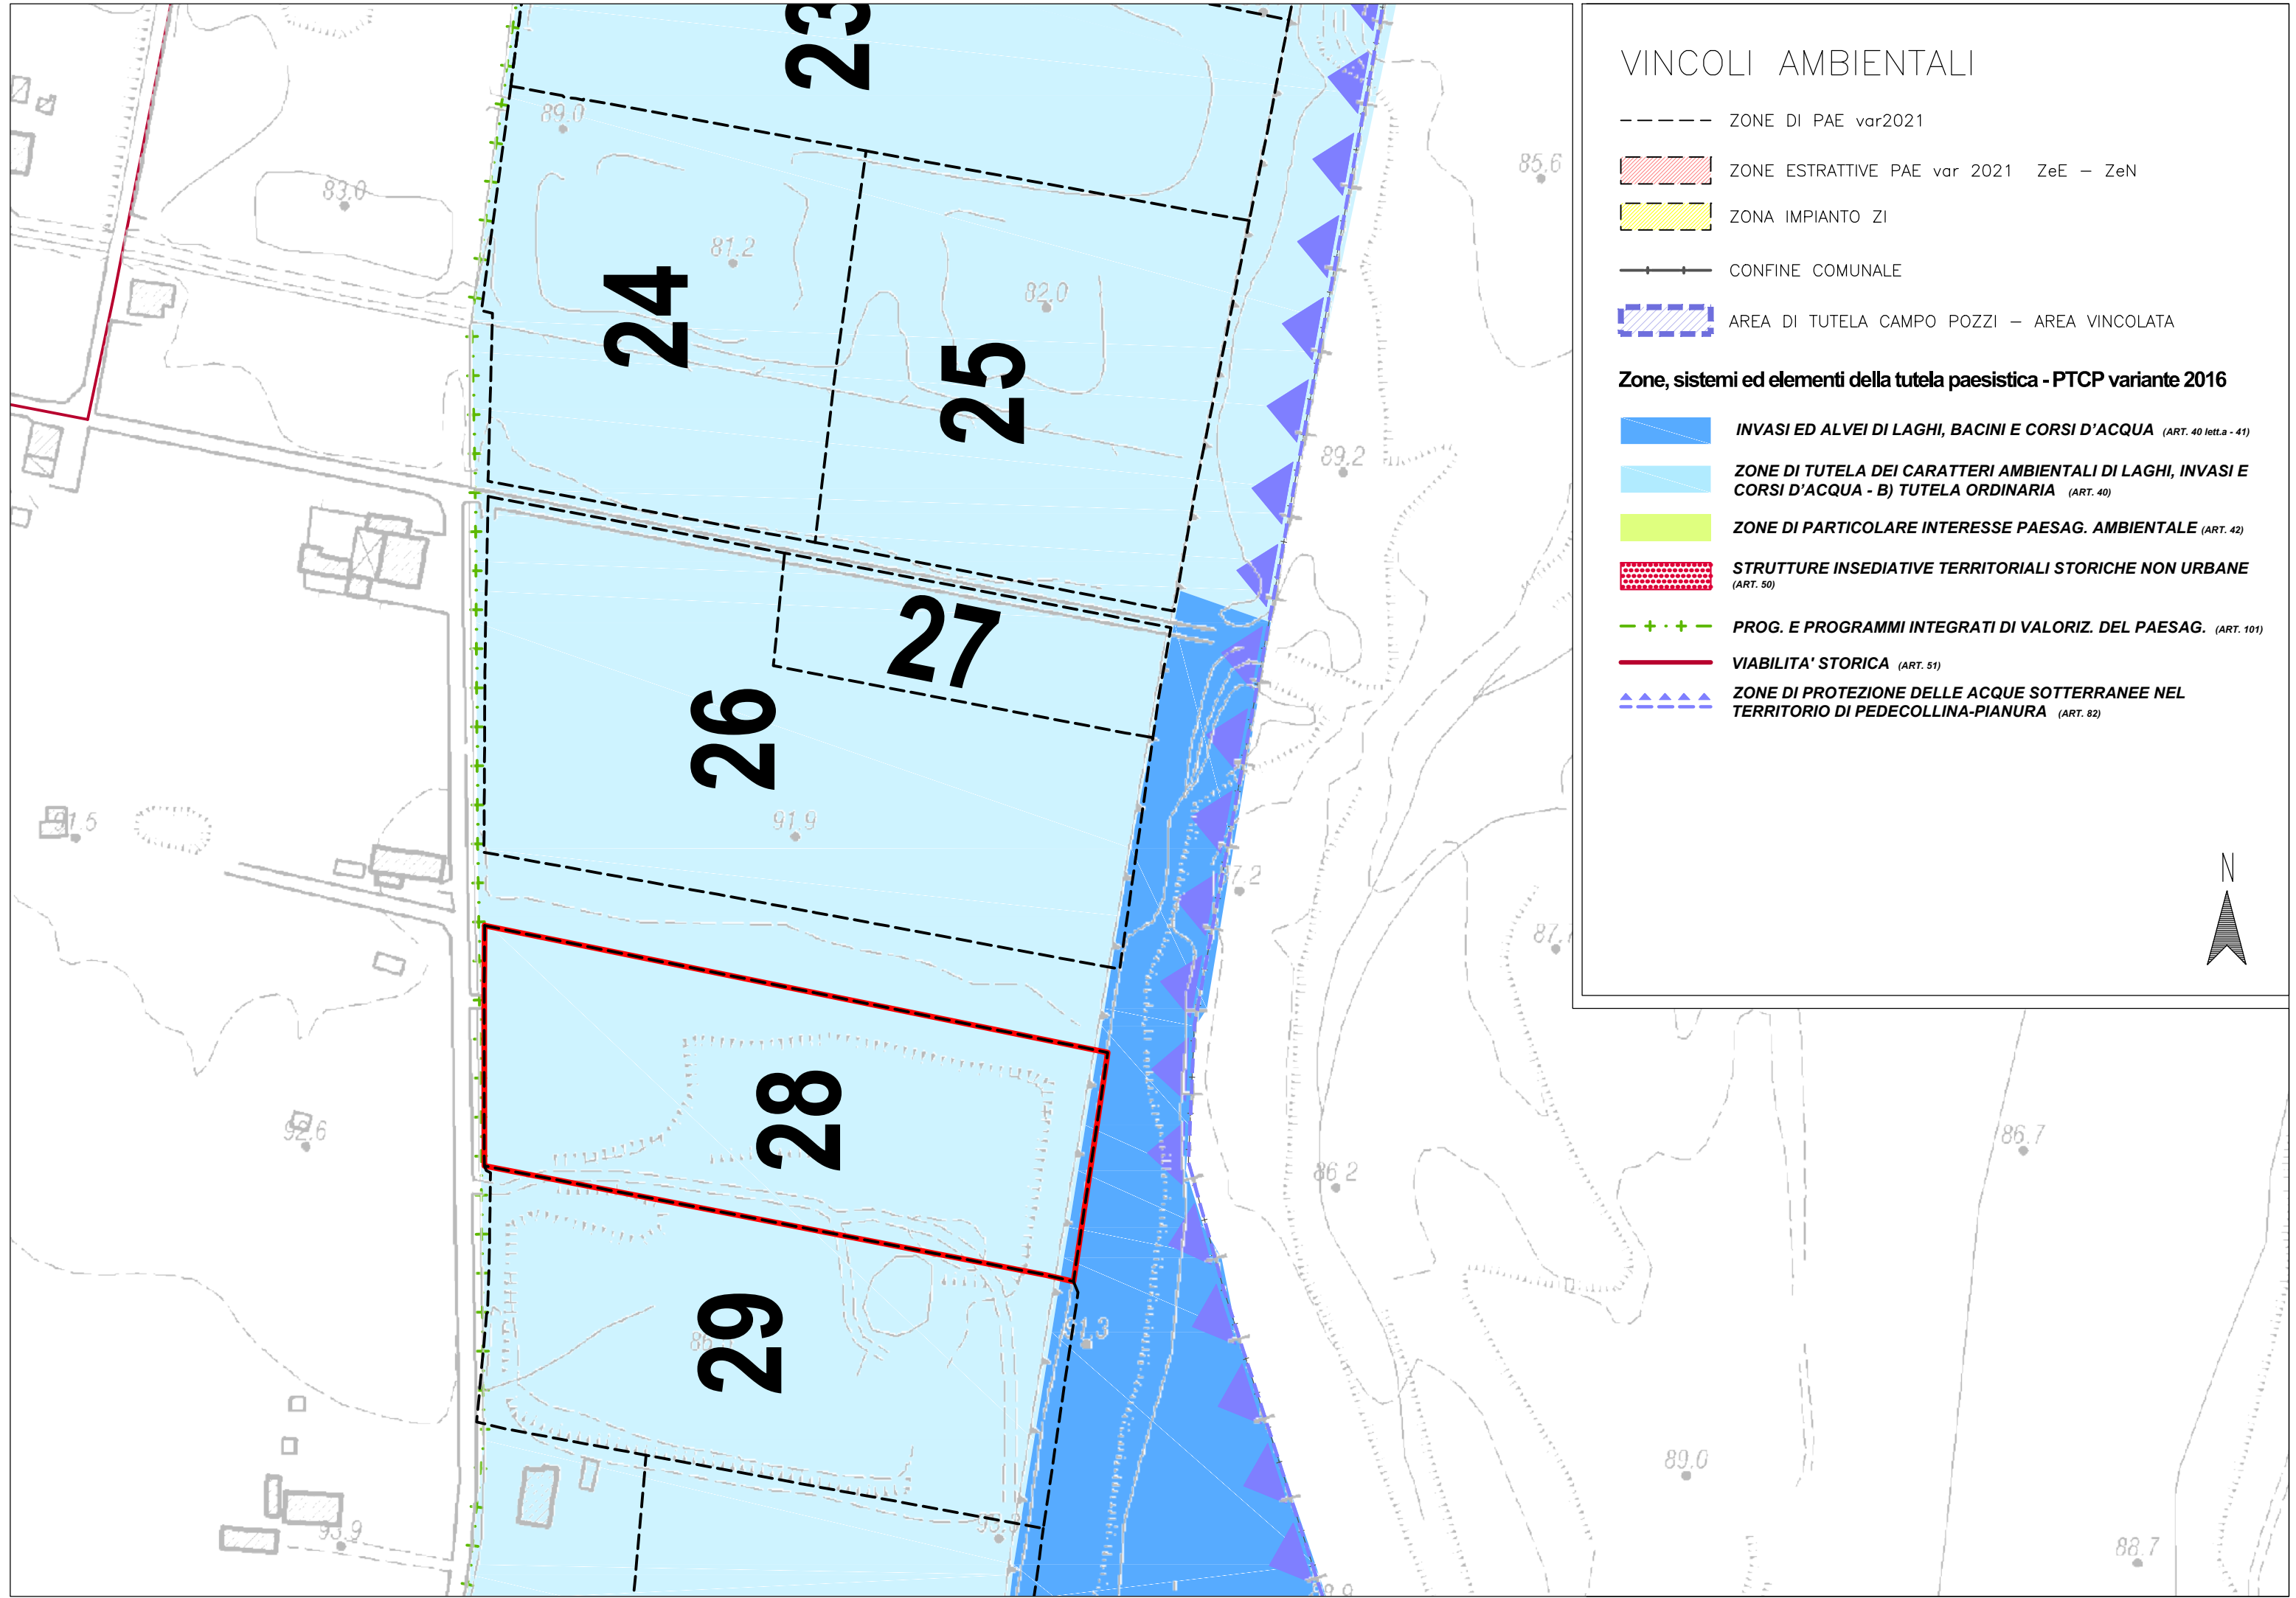 VINCOLI AMBIENTALI
ZONE DI PAE var2021
ZONE ESTRATTIVE PAE var 2021 ZeE – ZeN
ZONA IMPIANTO ZI
CONFINE COMUNALE
AREA DI TUTELA CAMPO POZZI – AREA VINCOLATA
Zone, sistemi ed elementi della tutela paesistica - PTCP variante 2016
INVASI ED ALVEI DI LAGHI, BACINI E CORSI D'ACQUA (ART. 40 lett.a - 41)
ZONE DI TUTELA DEI CARATTERI AMBIENTALI DI LAGHI, INVASI E
CORSI D'ACQUA - B) TUTELA ORDINARIA (ART. 40)
ZONE DI PARTICOLARE INTERESSE PAESAG. AMBIENTALE (ART. 42)
STRUTTURE INSEDIATIVE TERRITORIALI STORICHE NON URBANE
(ART. 50)
PROG. E PROGRAMMI INTEGRATI DI VALORIZ. DEL PAESAG. (ART. 101)
VIABILITA' STORICA (ART. 51)
ZONE DI PROTEZIONE DELLE ACQUE SOTTERRANEE NEL
TERRITORIO DI PEDECOLLINA-PIANURA (ART. 82)
N
23
89.0
85.6
83.0
81.2
82.0
24
25
89.2
27
26
91.9
91.5
92.6
28
86.2
86.7
29
89.0
93.9
88.7